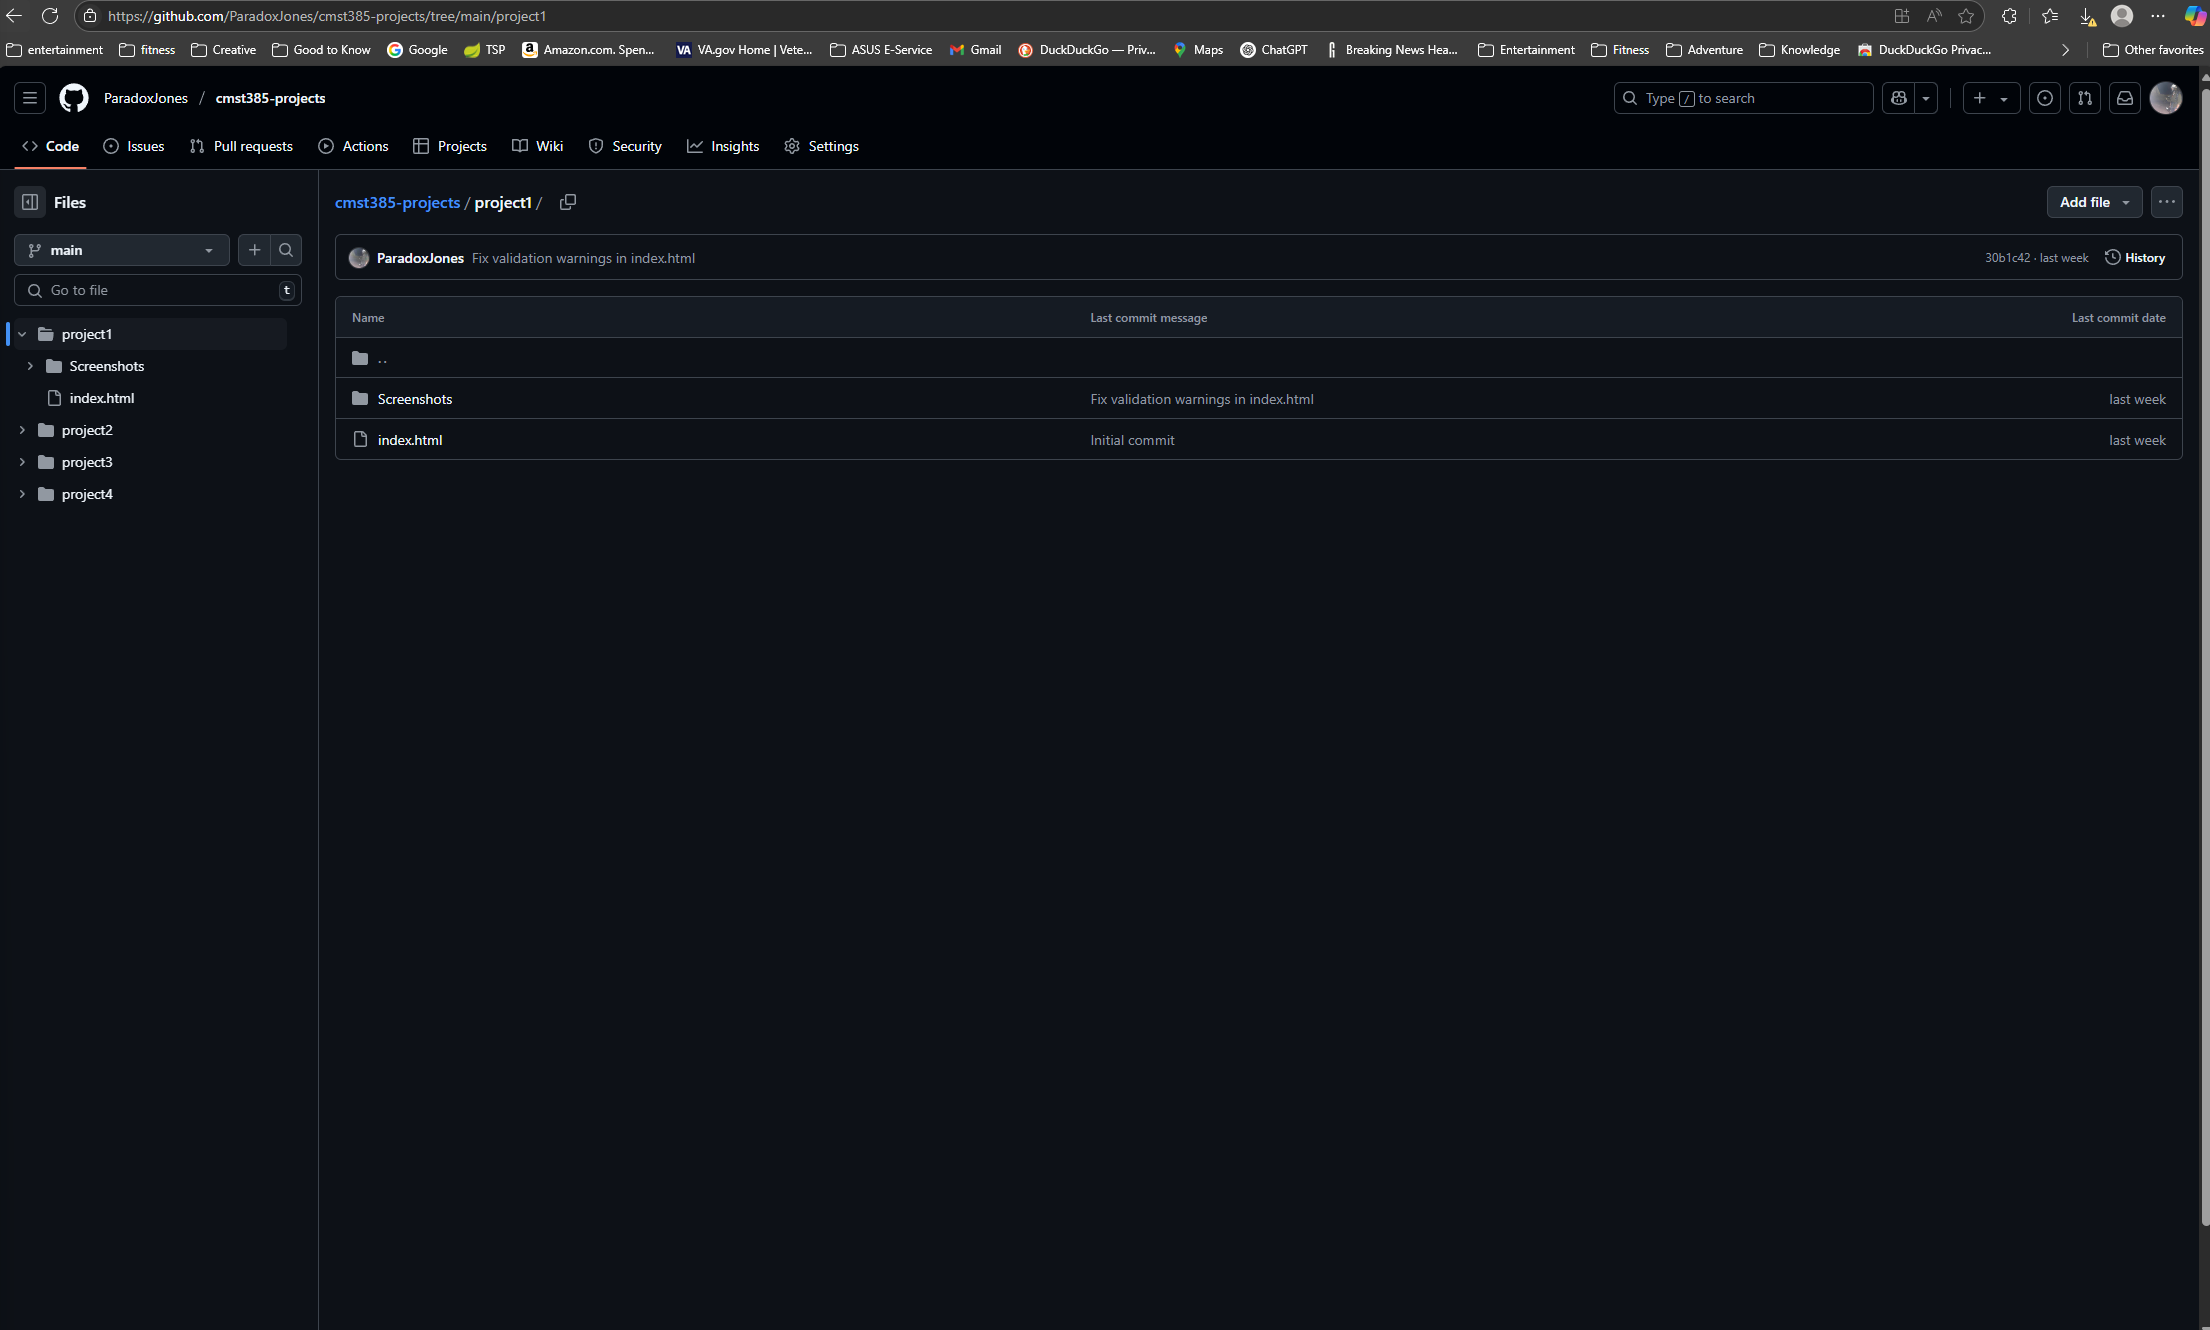 https://github.com/ParadoxJones/cmst385-projects/tree/main/project1
entertainment fitness Creative Good to Know Google TSP Amazon.com. Spen... VA VA.gov Home | Vete... ASUS E-Service Gmail DuckDuckGo — Priv... Maps ChatGPT Breaking News Hea... Entertainment Fitness Adventure Knowledge DuckDuckGo Privac... Other favorites
ParadoxJones / cmst385-projects Type / to search
Code Issues Pull requests Actions Projects Wiki Security Insights Settings
Files
main
Go to file t
project1
Screenshots
index.html
project2
project3
project4
cmst385-projects / project1 /
Add file
ParadoxJones Fix validation warnings in index.html 30b1c42 · last week History
Name Last commit message Last commit date
..
Screenshots Fix validation warnings in index.html last week
index.html Initial commit last week